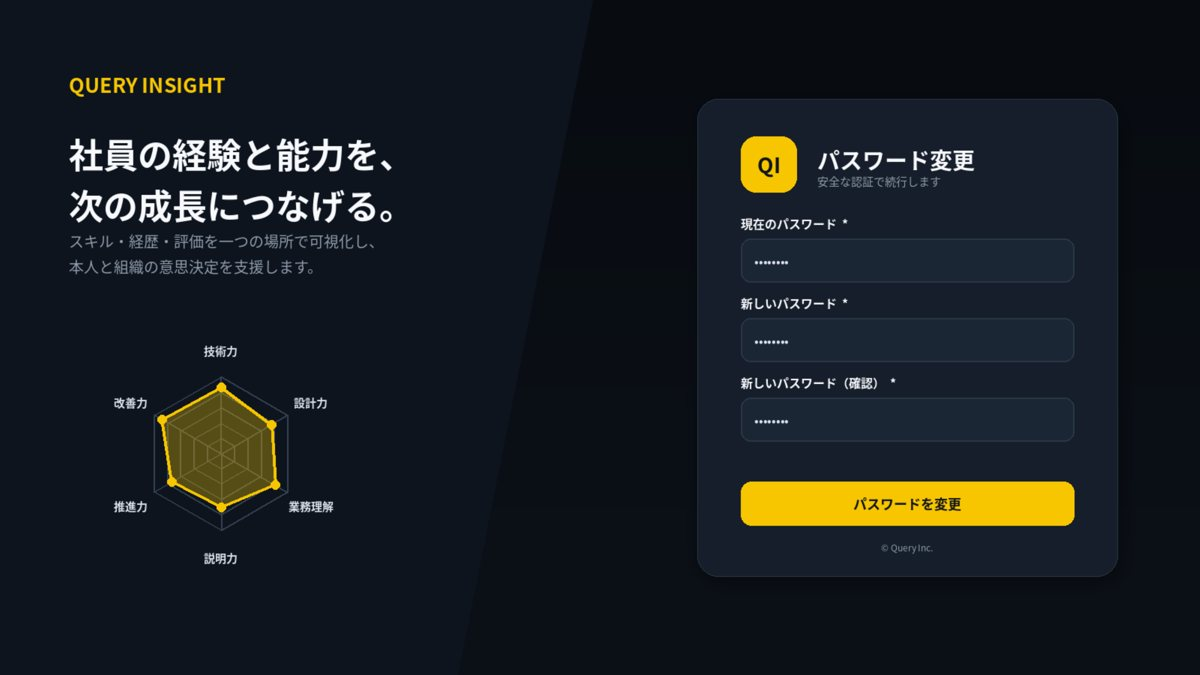 QUERY INSIGHT
社員の経験と能力を、
次の成長につなげる。
スキル・経歴・評価を一つの場所で可視化し、
本人と組織の意思決定を支援します。
技術力
改善力
設計力
推進力
業務理解
説明力
QI
パスワード変更
安全な認証で続行します
現在のパスワード *
••••••••
新しいパスワード *
••••••••
新しいパスワード（確認） *
••••••••
パスワードを変更
© Query Inc.